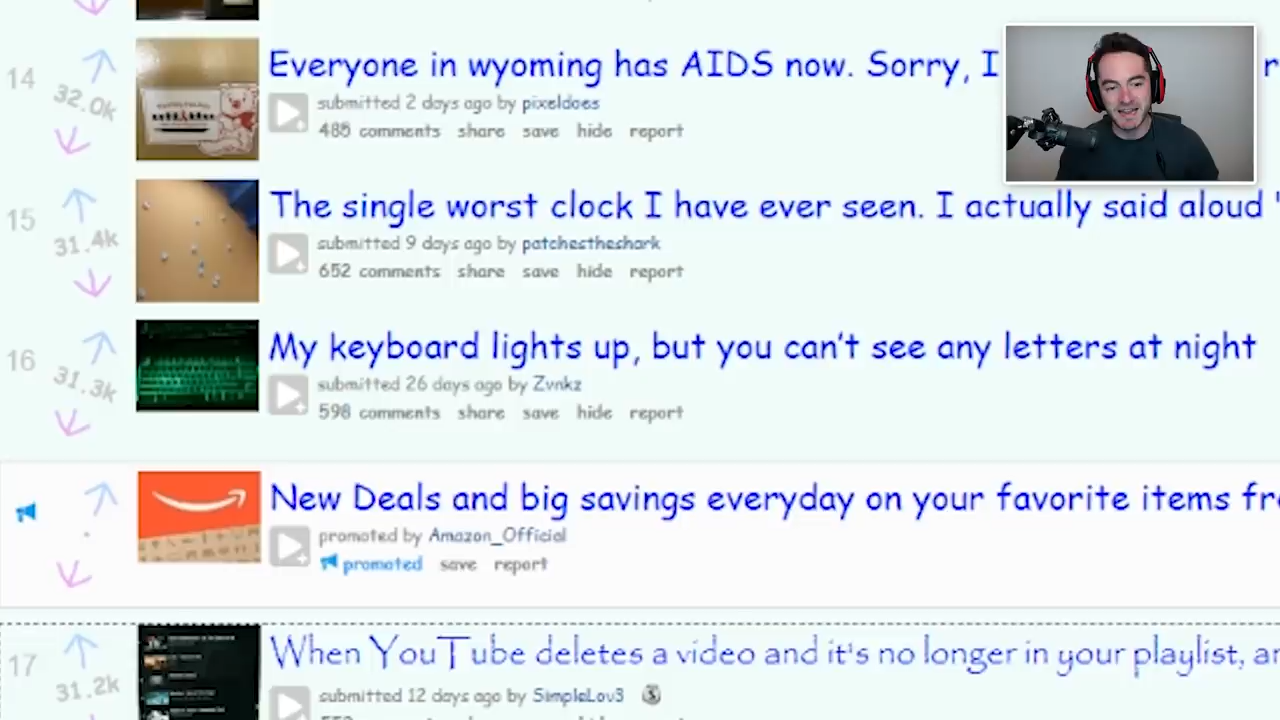 14
32.0k
Everyone in wyoming has AIDS now. Sorry, I
submitted 2 days ago by pixeldoes
485 comments share save hide report
15
31.4k
The single worst clock I have ever seen. I actually said aloud "
submitted 9 days ago by patchestheshark
652 comments share save hide report
16
31.3k
My keyboard lights up, but you can't see any letters at night
submitted 26 days ago by Zvnkz
598 comments share save hide report
New Deals and big savings everyday on your favorite items fr
promoted by Amazon_Official
promoted save report
17
31.2k
When YouTube deletes a video and it's no longer in your playlist, a
submitted 12 days ago by SimpleLov3